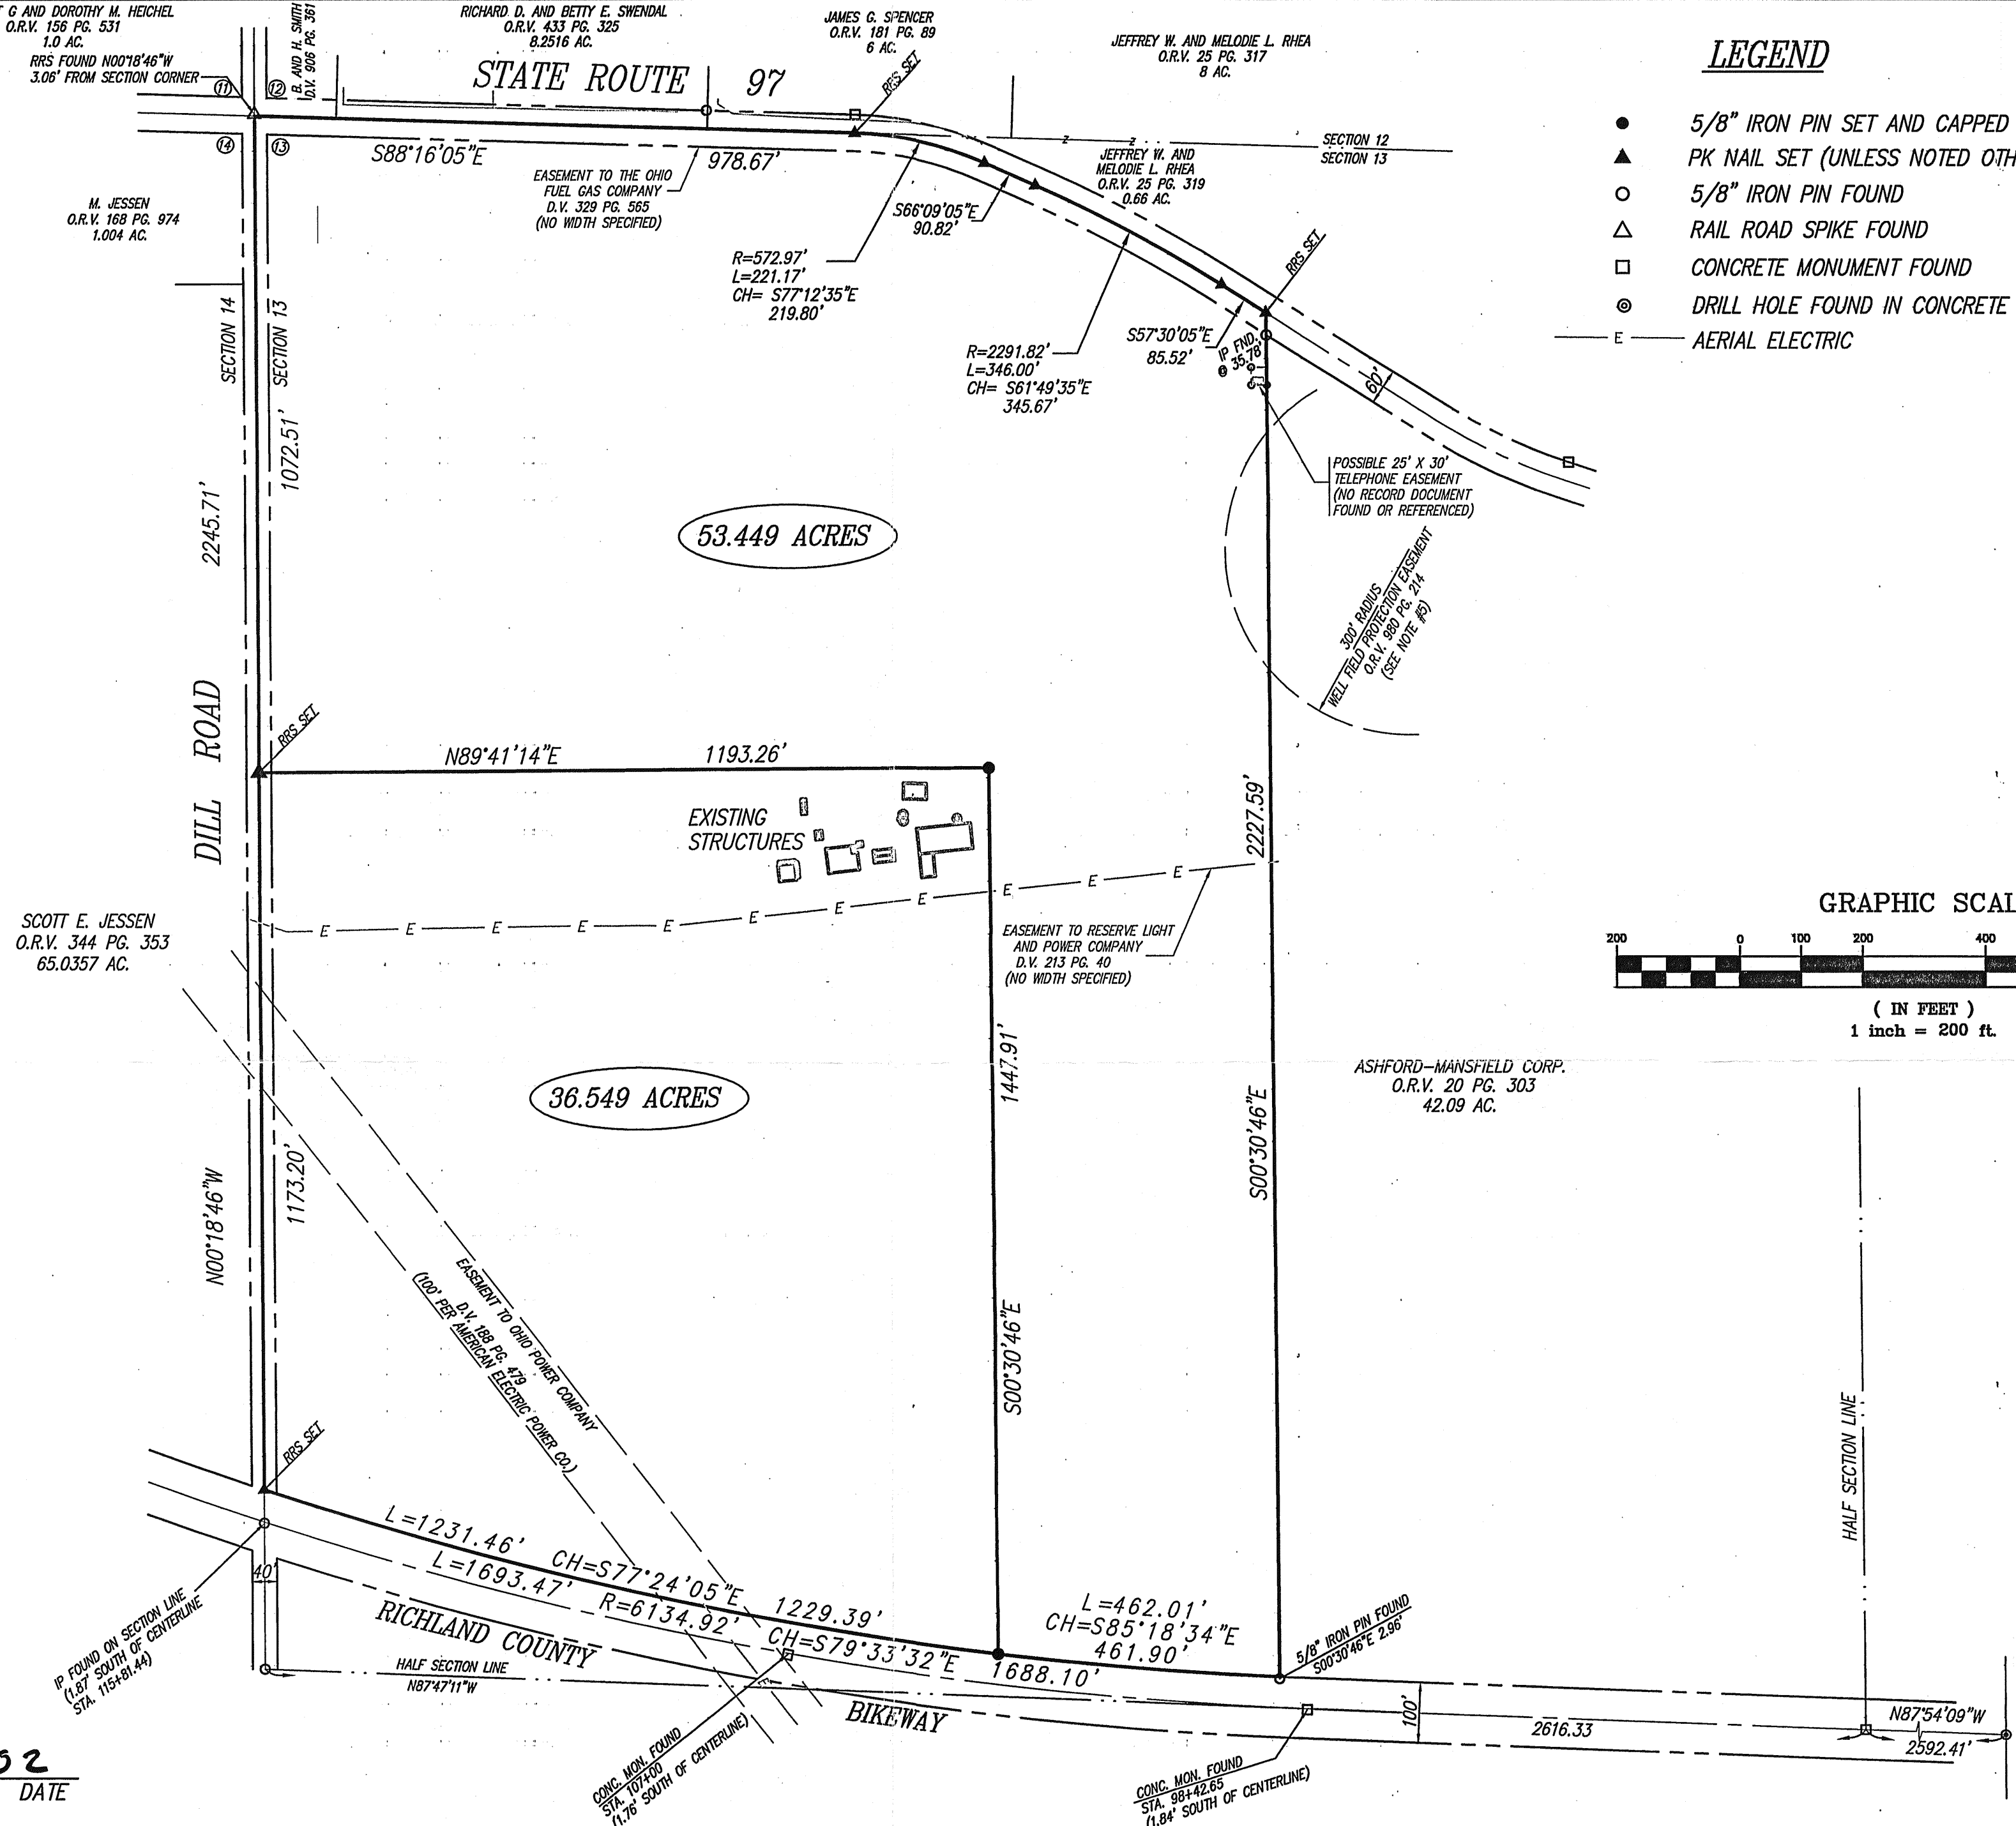 G AND DOROTHY M. HEICHEL
O.R.V. 156 PG. 531
1.0 AC.
RRS FOUND N00°18'46"W
3.06' FROM SECTION CORNER
B. AND H. SMITH
D.V. 906 PG. 361
RICHARD D. AND BETTY E. SWENDAL
O.R.V. 433 PG. 325
8.2516 AC.
JAMES G. SPENCER
O.R.V. 181 PG. 89
6 AC.
JEFFREY W. AND MELODIE L. RHEA
O.R.V. 25 PG. 317
8 AC.
STATE ROUTE 97
RRS SET
11
12
14
13
S88°16'05"E
978.67'
EASEMENT TO THE OHIO
FUEL GAS COMPANY
D.V. 329 PG. 565
(NO WIDTH SPECIFIED)
SECTION 12
SECTION 13
JEFFREY W. AND
MELODIE L. RHEA
O.R.V. 25 PG. 319
0.66 AC.
S66°09'05"E
90.82'
R=572.97'
L=221.17'
CH= S77°12'35"E
219.80'
RRS SET
R=2291.82'
L=346.00'
CH= S61°49'35"E
345.67'
S57°30'05"E
85.52'
IP FND.
@ 35.78'
60'
POSSIBLE 25' X 30'
TELEPHONE EASEMENT
(NO RECORD DOCUMENT
FOUND OR REFERENCED)
300' RADIUS
WELL FIELD PROTECTION EASEMENT
O.R.V. 980 PG. 214
(SEE NOTE #5)
LEGEND
5/8" IRON PIN SET AND CAPPED
PK NAIL SET (UNLESS NOTED OTH
5/8" IRON PIN FOUND
RAIL ROAD SPIKE FOUND
CONCRETE MONUMENT FOUND
DRILL HOLE FOUND IN CONCRETE
E AERIAL ELECTRIC
M. JESSEN
O.R.V. 168 PG. 974
1.004 AC.
SECTION 14
SECTION 13
1072.51'
2245.71'
DILL ROAD
53.449 ACRES
RRS SET
N89°41'14"E 1193.26'
EXISTING
STRUCTURES
2227.59'
E E E E E E E E E E E
EASEMENT TO RESERVE LIGHT
AND POWER COMPANY
D.V. 213 PG. 40
(NO WIDTH SPECIFIED)
SCOTT E. JESSEN
O.R.V. 344 PG. 353
65.0357 AC.
GRAPHIC SCAL
200 0 100 200 400
( IN FEET )
1 inch = 200 ft.
1447.91'
S00°30'46"E
S00°30'46"E
36.549 ACRES
ASHFORD-MANSFIELD CORP.
O.R.V. 20 PG. 303
42.09 AC.
1173.20'
N00°18'46"W
EASEMENT TO OHIO POWER COMPANY
D.V. 188 PG. 479
(100' PER AMERICAN ELECTRIC POWER CO.)
HALF SECTION LINE
RRS SET
L=1231.46'
CH=S77°24'05"E
1229.39'
L=1693.47'
R=6134.92'
CH=S79°33'32"E
1688.10'
L=462.01'
CH=S85°18'34"E
461.90'
5/8" IRON PIN FOUND
S00°30'46"E 2.96'
40'
IP FOUND ON SECTION LINE
(1.87' SOUTH OF CENTERLINE
STA. 115+81.44)
RICHLAND COUNTY
BIKEWAY
HALF SECTION LINE
N87°47'11"W
100'
2616.33
N87°54'09"W
2592.41'
CONC. MON. FOUND
STA. 107+00
(1.76' SOUTH OF CENTERLINE)
CONC. MON. FOUND
STA. 98+42.65
(1.84' SOUTH OF CENTERLINE)
DATE